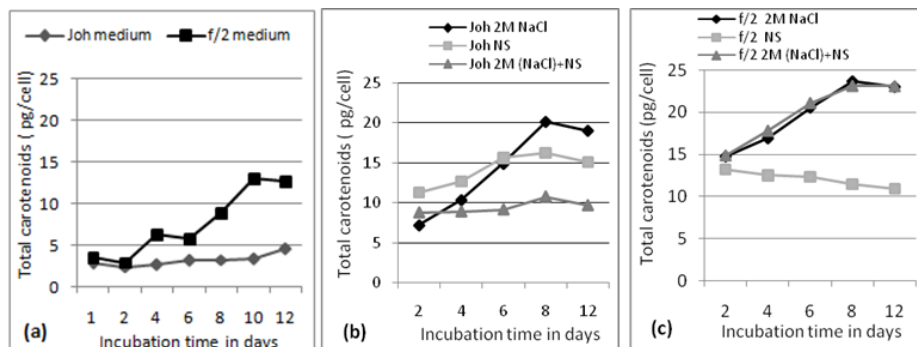 Joh medium
f/2 medium
Total carotenoids ( pg/cell)
25
20
15
10
5
0
1 2 4 6 8 10 12
(a)
Incubation time in days
(b)
Joh 2M NaCl
Joh NS
Joh 2M (NaCl)+NS
Total carotenoids ( pg/cell)
25
20
15
10
5
0
2 4 6 8 12
(b)
Incubation time in days
(c)
f/2 2M NaCl
f/2 NS
f/2 2M (NaCl)+NS
Total carotenoids (pg/cell)
25
20
15
10
5
0
2 4 6 8 12
(c)
Incubation time in days